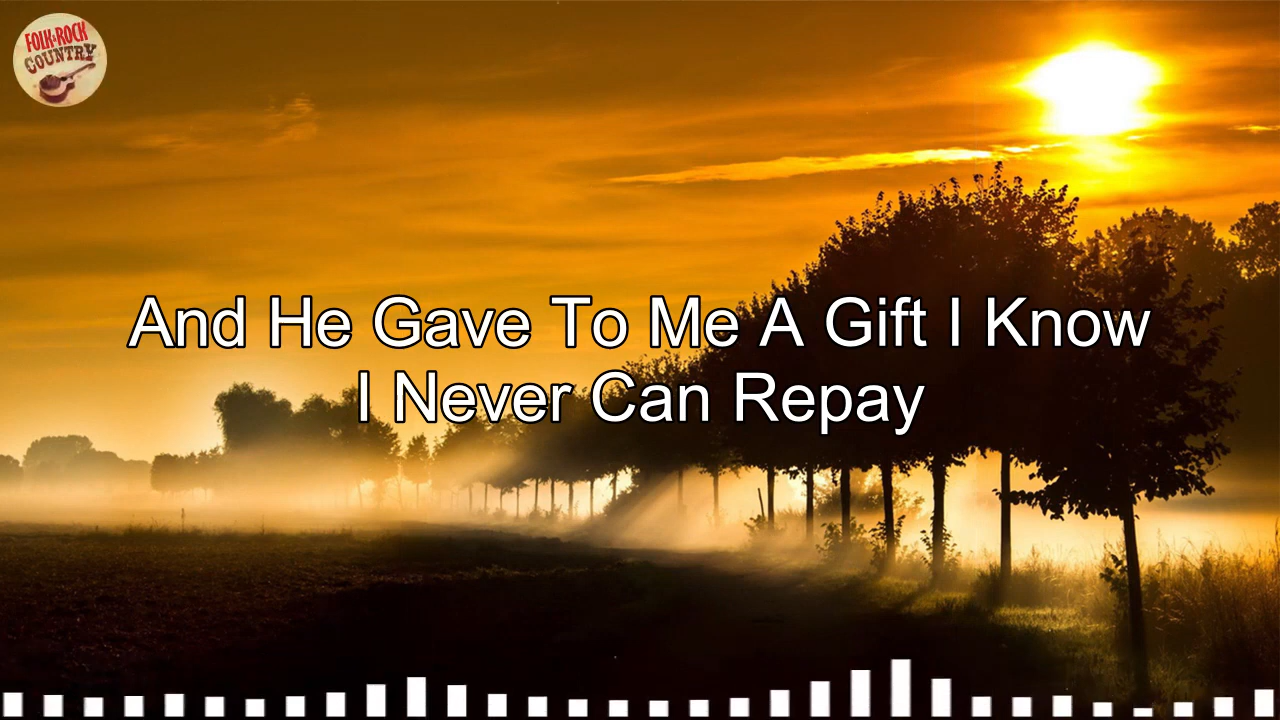 FOLK & ROCK
COUNTRY
And He Gave To Me A Gift I Know
I Never Can Repay